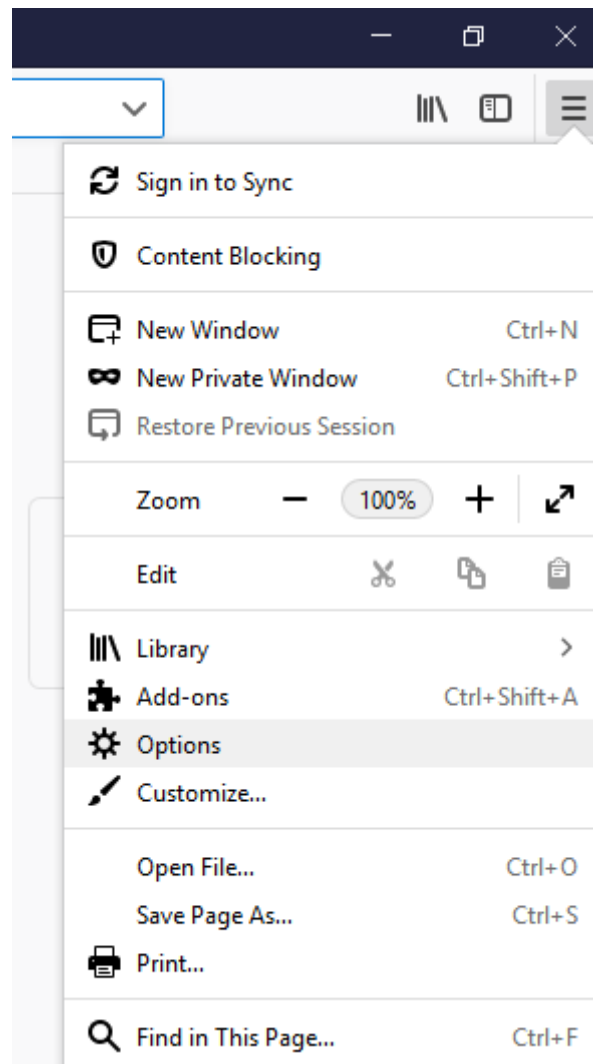 Sign in to Sync
Content Blocking
New Window Ctrl+N
New Private Window Ctrl+Shift+P
Restore Previous Session
Zoom 100%
Edit
Library
Add-ons Ctrl+Shift+A
Options
Customize...
Open File... Ctrl+O
Save Page As... Ctrl+S
Print...
Find in This Page... Ctrl+F